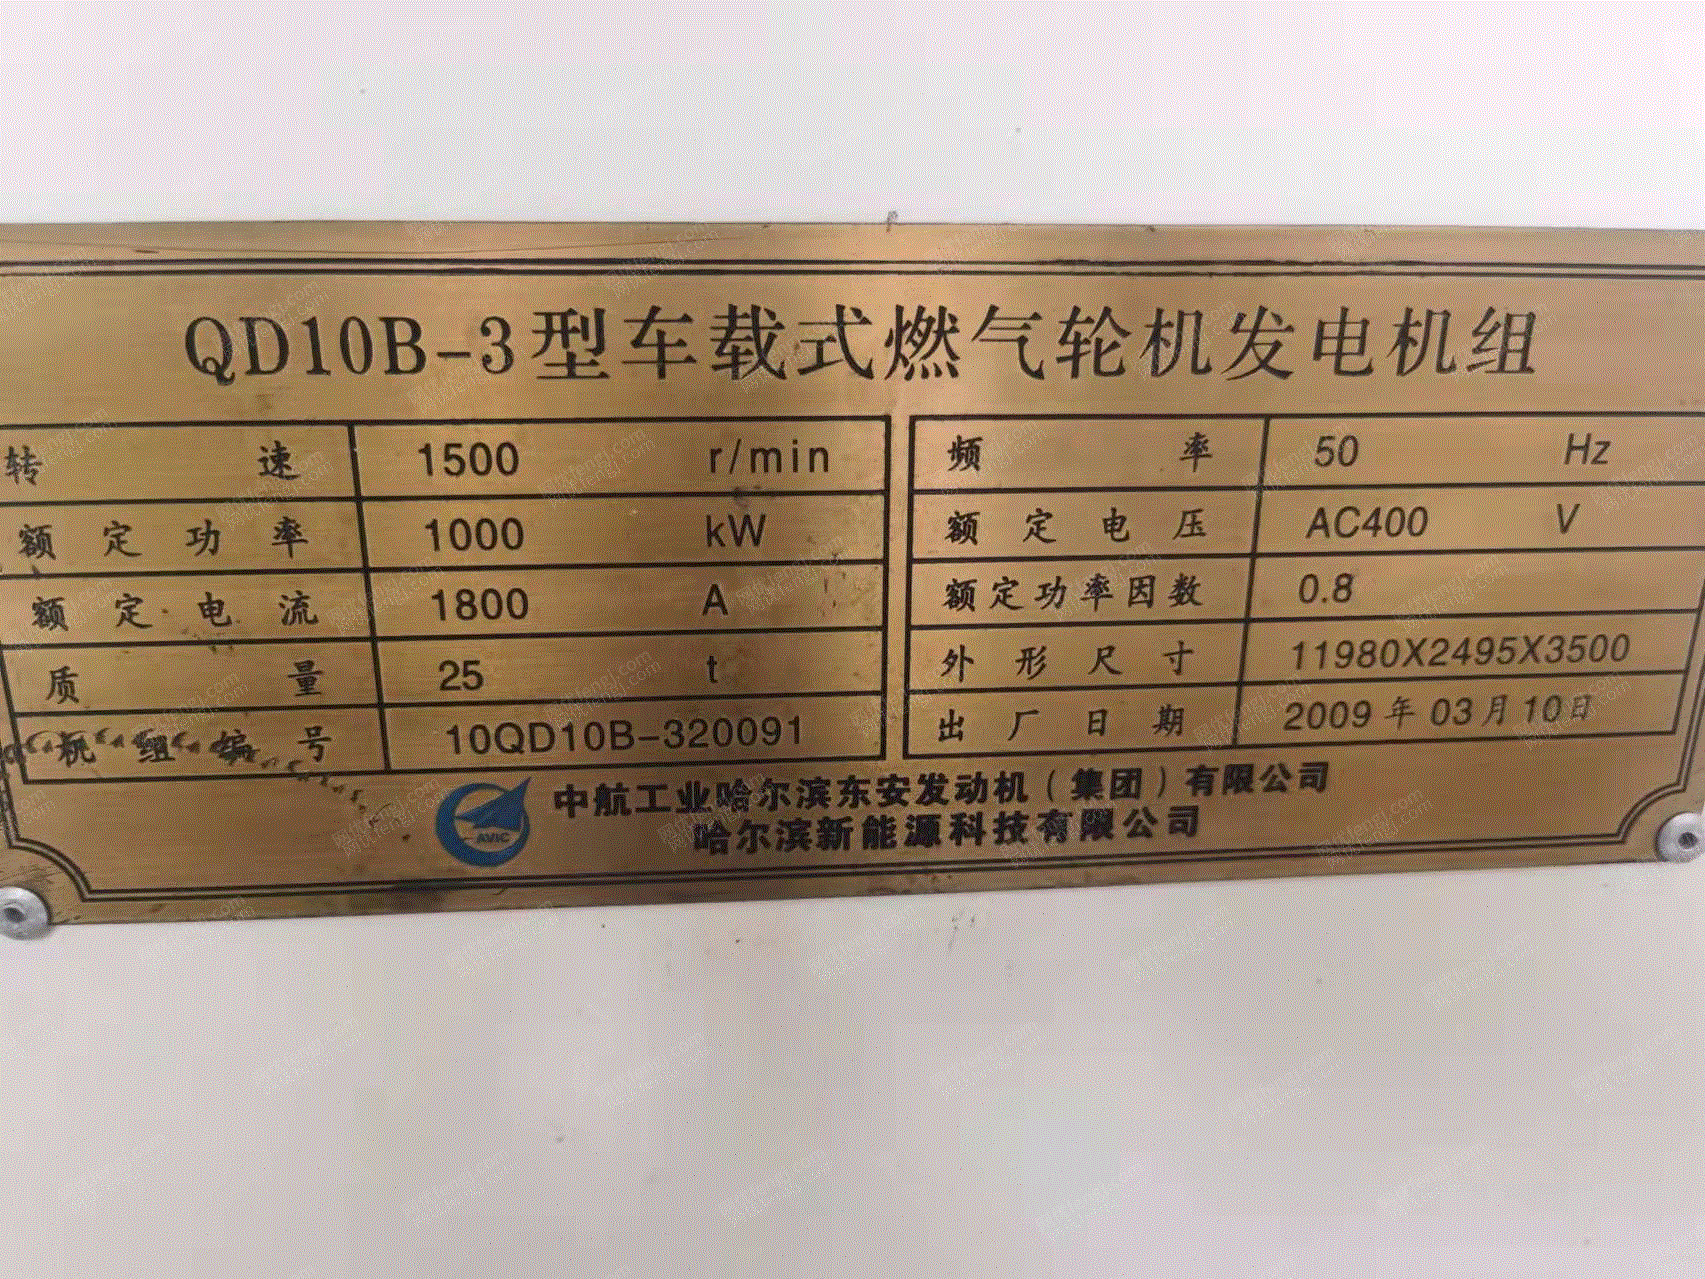 QD10B-3型车载式燃气轮机发电机组
转速 1500 r/min 频率 50 Hz
额定功率 1000 kW 额定电压 AC400 V
额定电流 1800 A 额定功率因数 0.8
质量 25 t 外形尺寸 11980X2495X3500
机组编号 10QD10B-320091 出厂日期 2009年03月10日
AVIC 中航工业哈尔滨东安发动机（集团）有限公司
哈尔滨新能源科技有限公司